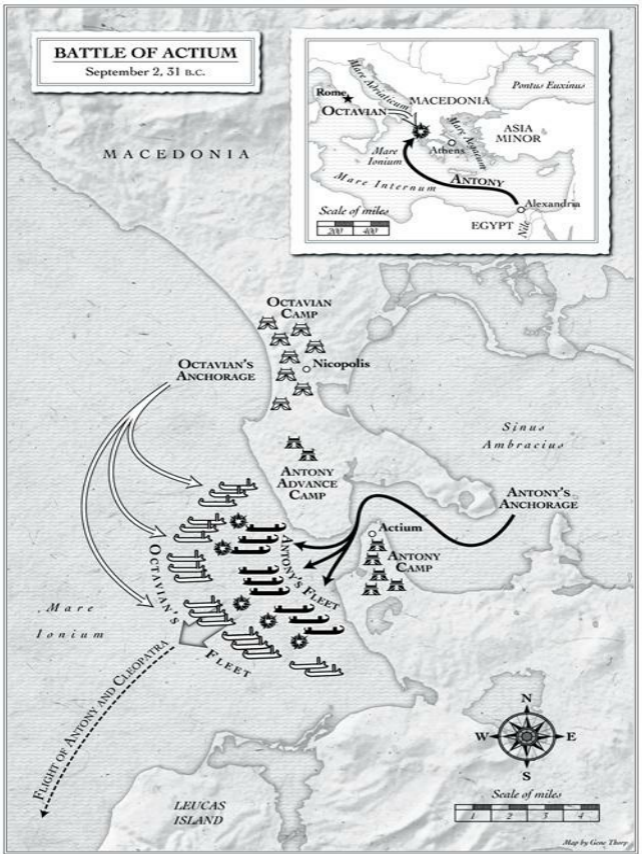 BATTLE OF ACTIUM
September 2, 31 B.C.
MACEDONIA
Mare Adriaticum
Pontus Euxinus
Rome
MACEDONIA
OCTAVIAN
Mare Aegaeum
ASIA
MINOR
Athens
Mare
Ionium
Mare Internum
ANTONY
Alexandria
Scale of miles
200 400
EGYPT
Nile
OCTAVIAN
CAMP
OCTAVIAN'S
ANCHORAGE
Nicopolis
Sinus
Ambracius
ANTONY
ADVANCE
CAMP
ANTONY'S
ANCHORAGE
Actium
ANTONY
CAMP
ANTONY'S FLEET
OCTAVIAN'S
FLEET
Mare
Ionium
FLIGHT OF ANTONY AND CLEOPATRA
LEUCAS
ISLAND
N
W E
S
Scale of miles
1 2 3 4
Map by Gene Thorp